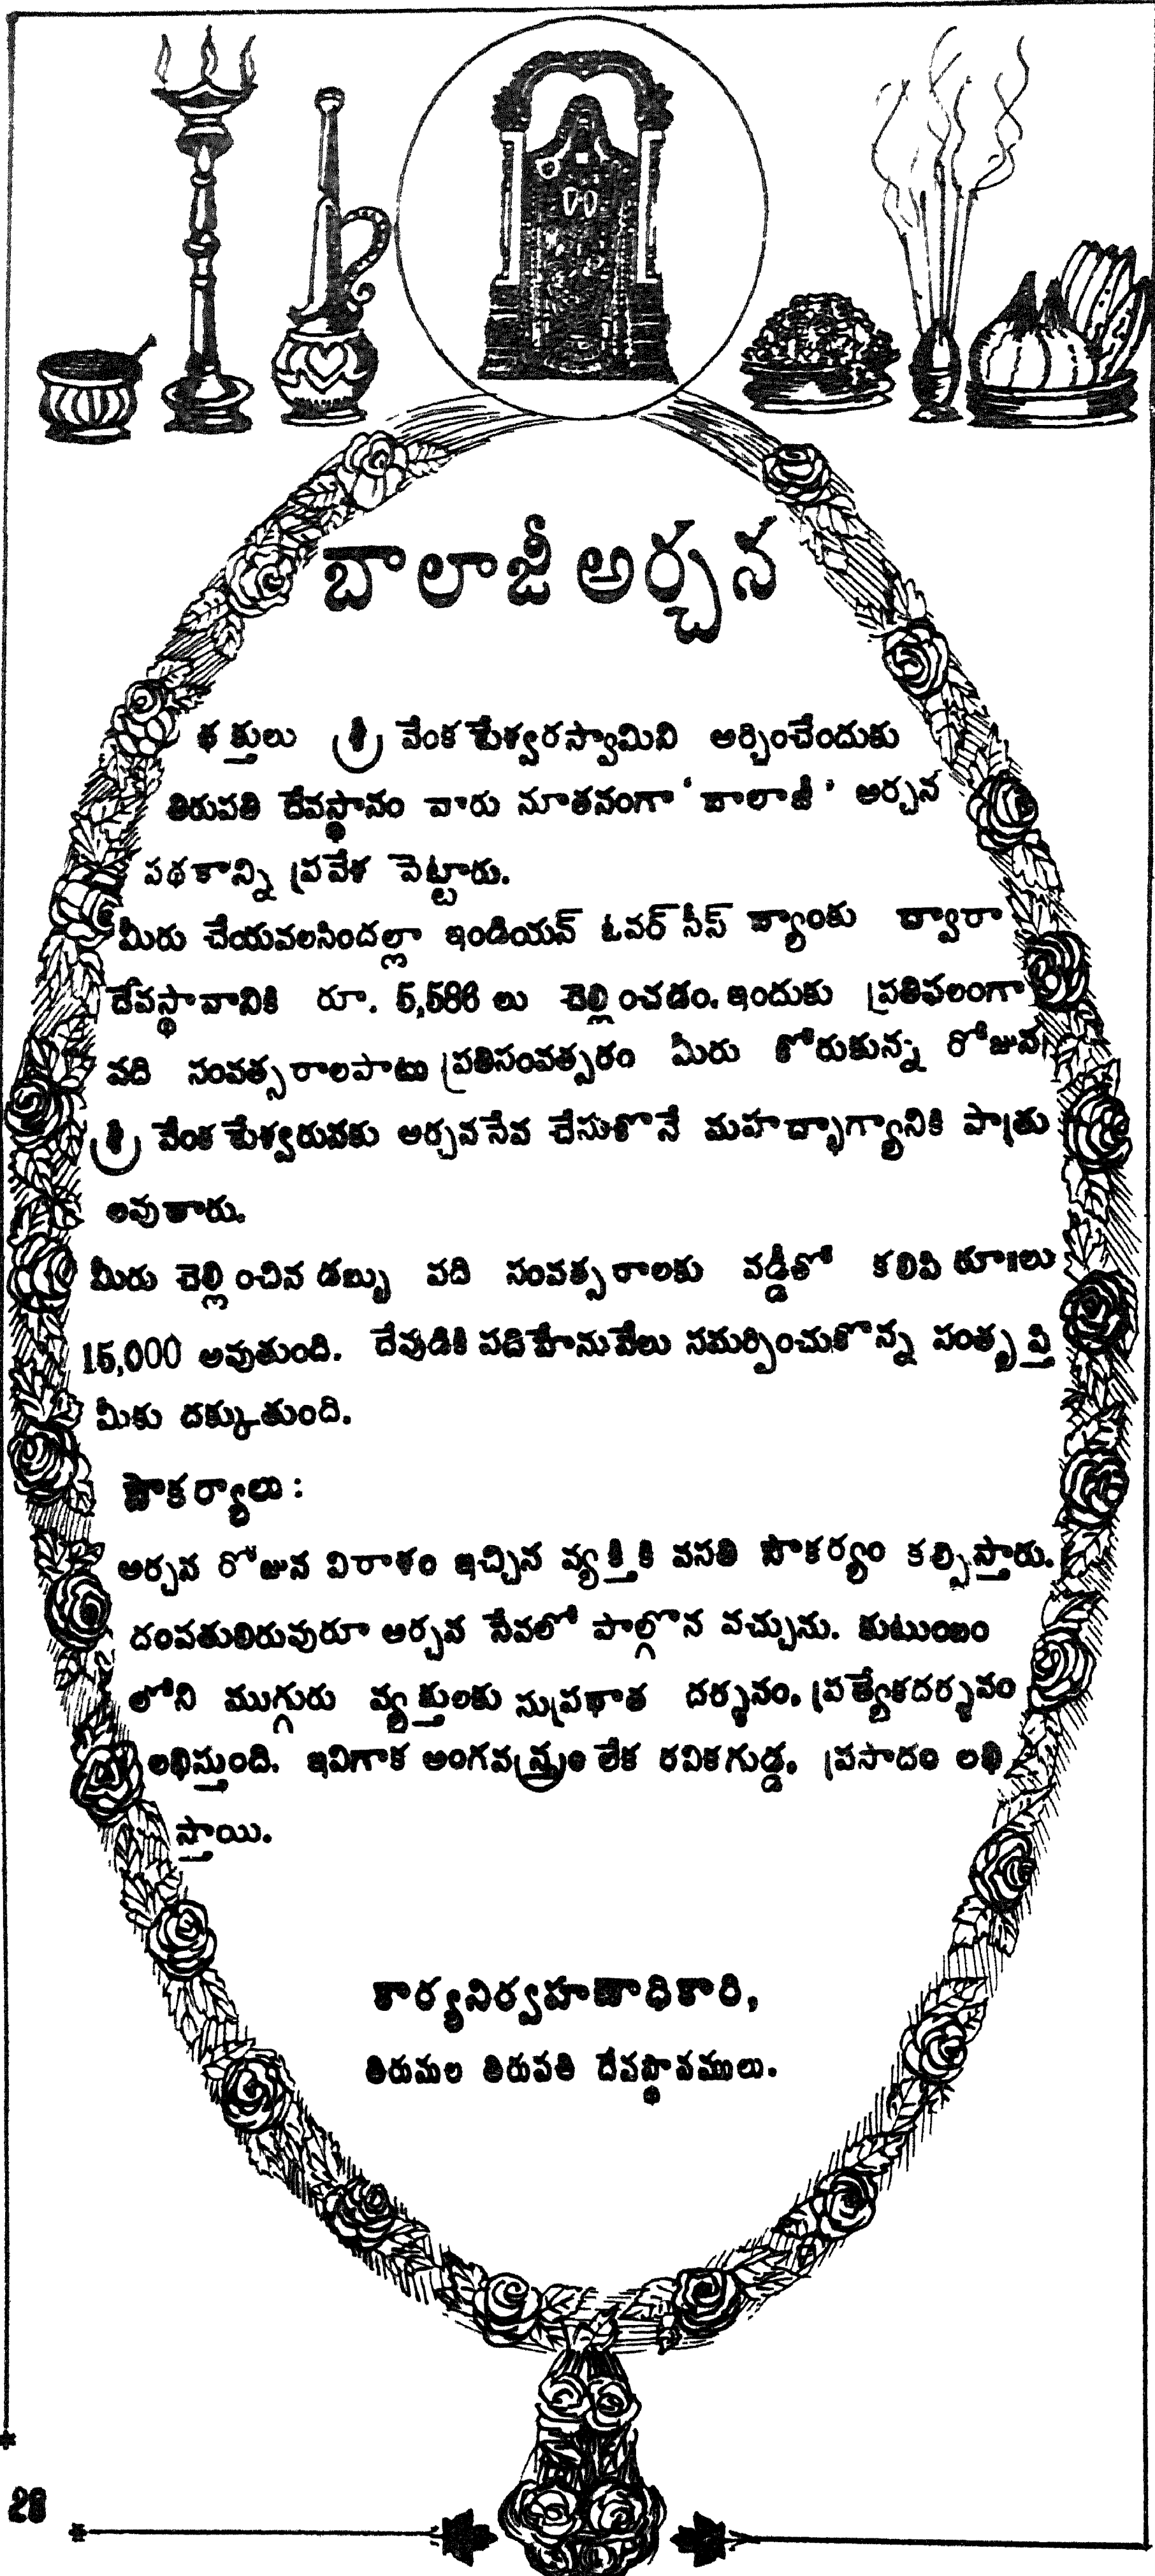 బాలాజీ అర్చన
భక్తులు శ్రీ వేంకటేశ్వరస్వామిని అర్చించేందుకు
తిరుపతి దేవస్థానం వారు నూతనంగా ‘బాలాజీ’ అర్చన
పథకాన్ని ప్రవేశ పెట్టారు.
మీరు చేయవలసిందల్లా ఇండియన్ ఓవర్ సీస్ బ్యాంకు ద్వారా
దేవస్థానానికి రూ. 5,586 లు చెల్లించడం. ఇందుకు ప్రతిఫలంగా
పది సంవత్సరాలపాటు ప్రతిసంవత్సరం మీరు కోరుకున్న రోజున
శ్రీ వేంకటేశ్వరునకు అర్చనసేవ చేసుకొనే మహద్భాగ్యానికి పాత్రు
లవుతారు.
మీరు చెల్లించిన డబ్బు పది సంవత్సరాలకు వడ్డీతో కలిపి రూ॥లు
15,000 అవుతుంది. దేవుడికి పదిహేనువేలు సమర్పించుకొన్న సంతృప్తి
మీకు దక్కుతుంది.
సౌకర్యాలు :
అర్చన రోజున విరాళం ఇచ్చిన వ్యక్తికి వసతి సౌకర్యం కల్పిస్తారు.
దంపతులిరువురూ అర్చన సేవలో పాల్గొన వచ్చును. కుటుంబం
లోని ముగ్గురు వ్యక్తులకు సుప్రభాత దర్శనం, ప్రత్యేకదర్శనం
లభిస్తుంది. ఇవిగాక అంగవస్త్రం లేక రవికగుడ్డ, ప్రసాదం లభి
స్తాయి.
కార్యనిర్వహణాధికారి,
తిరుమల తిరుపతి దేవస్థానములు.
28